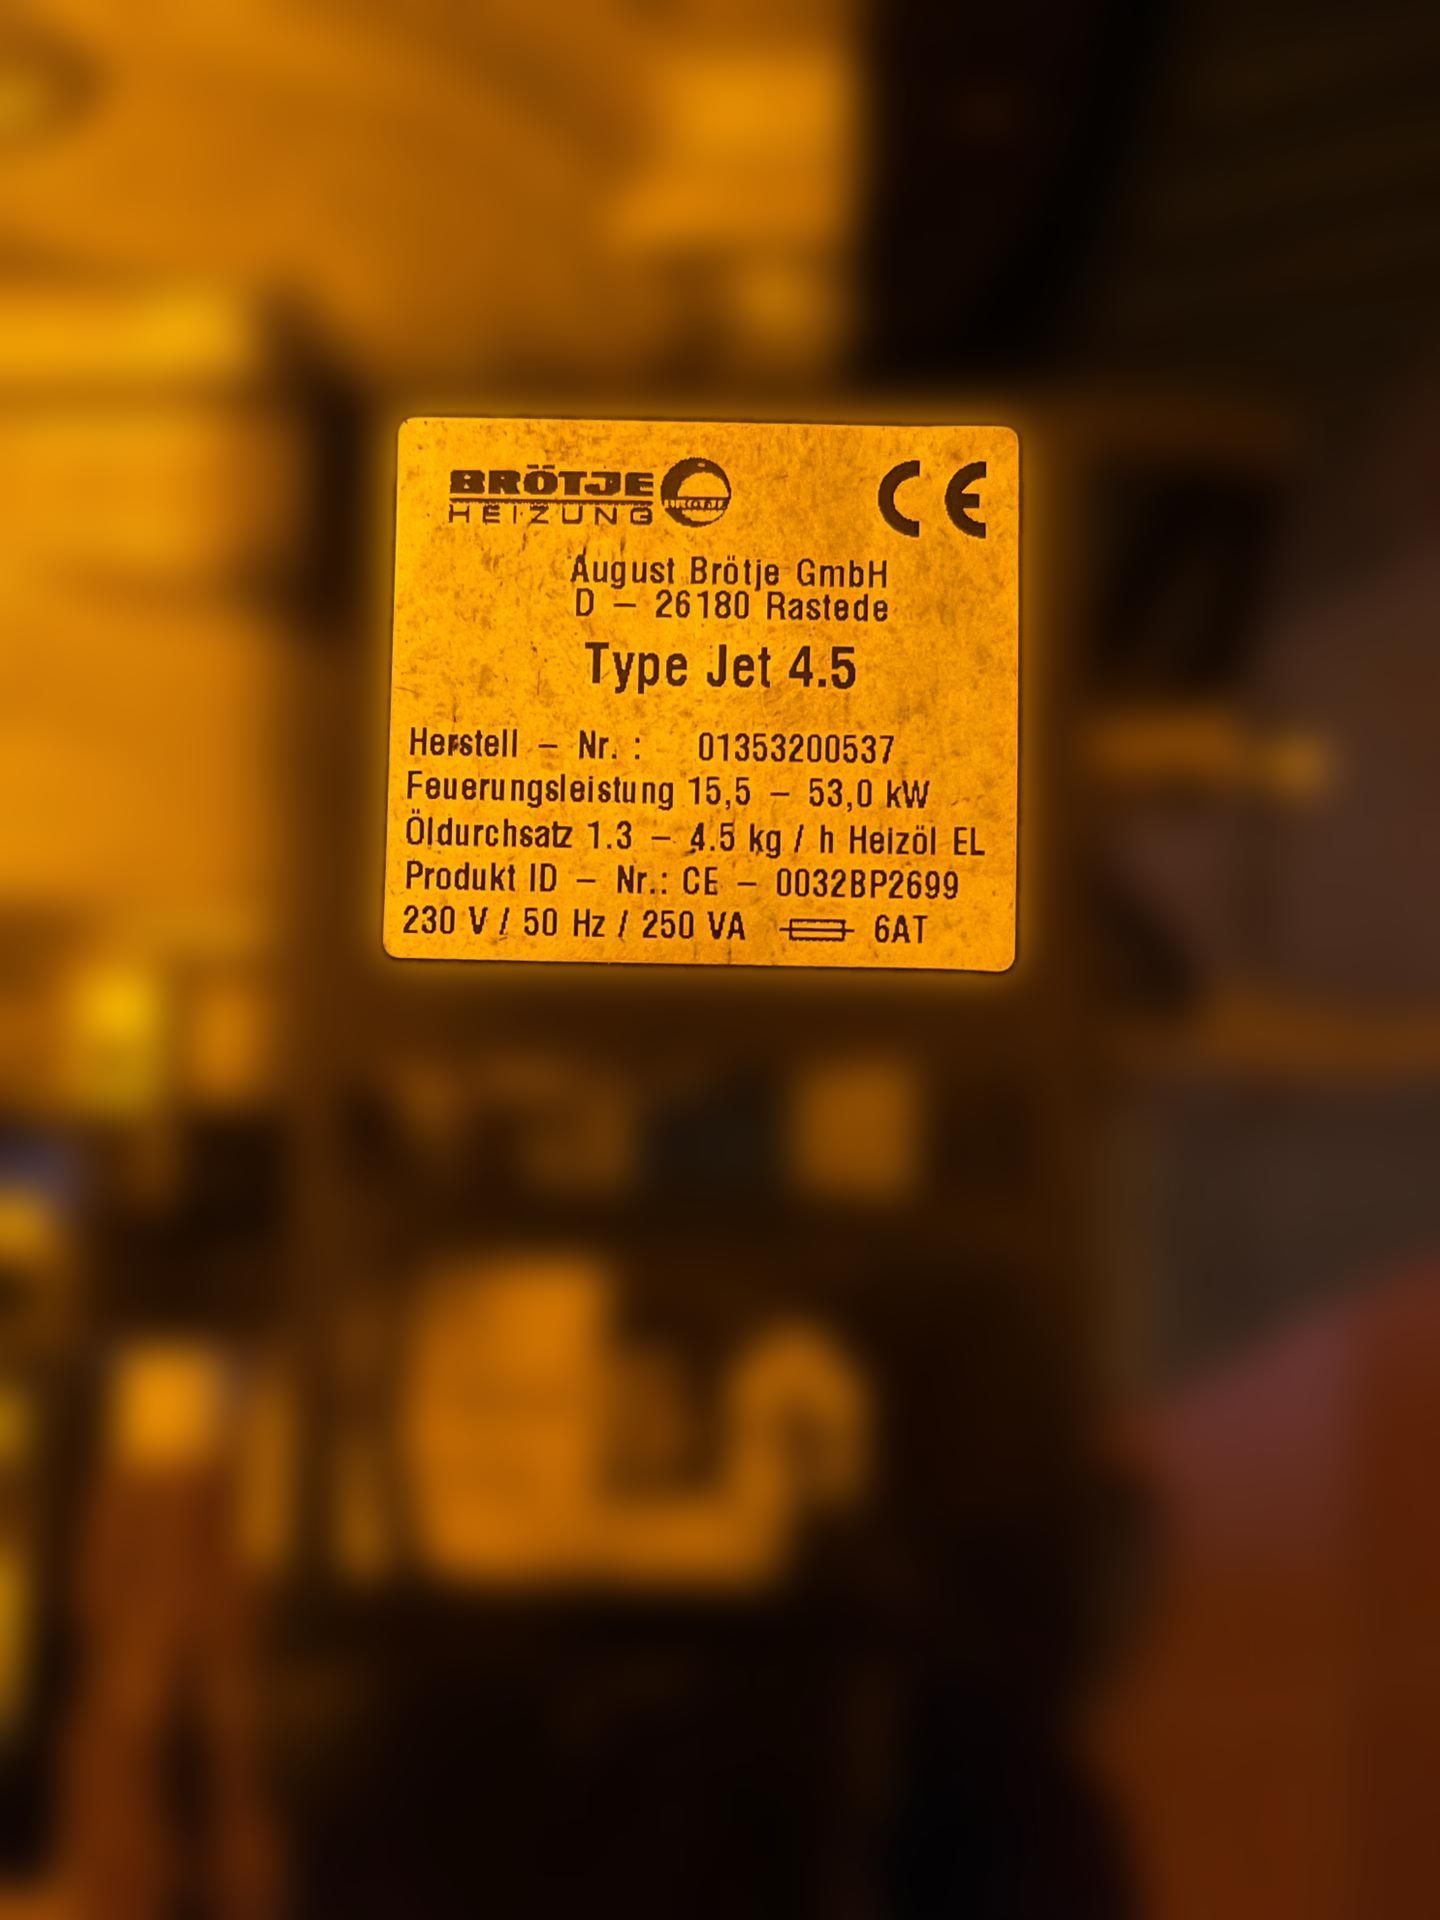 BRÖTJE
HEIZUNG
CE
August Brötje GmbH
D – 26180 Rastede
Type Jet 4.5
Herstell – Nr. : 01353200537
Feuerungsleistung 15,5 – 53,0 kW
Öldurchsatz 1.3 – 4.5 kg / h Heizöl EL
Produkt ID – Nr.: CE – 0032BP2699
230 V / 50 Hz / 250 VA 6AT